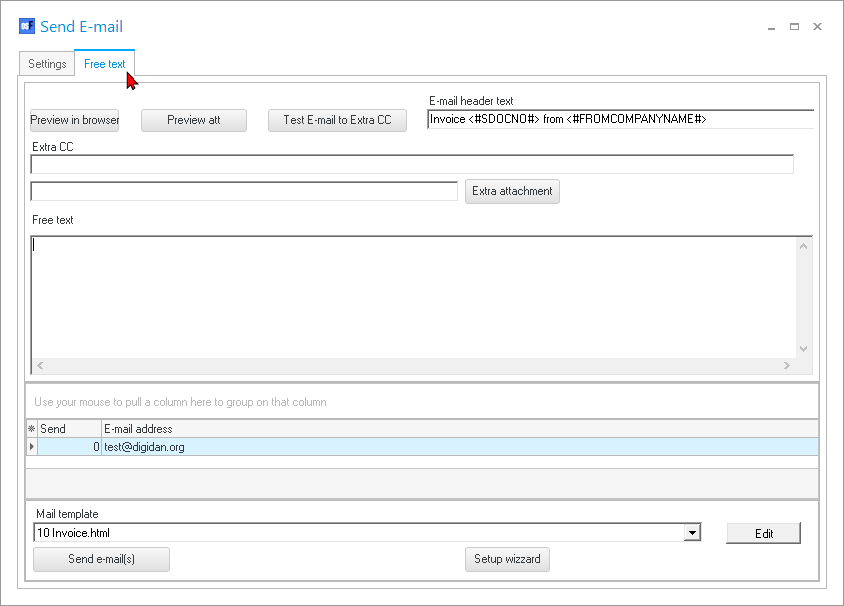 osF Send E-mail
Settings Free text
E-mail header text
Preview in browser Preview att Test E-mail to Extra CC Invoice <#SDOCNO#> from <#FROMCOMPANYNAME#>
Extra CC
Extra attachment
Free text
Use your mouse to pull a column here to group on that column
Send E-mail address
0 test@digidan.org
Mail template
10 Invoice.html Edit
Send e-mail(s) Setup wizzard